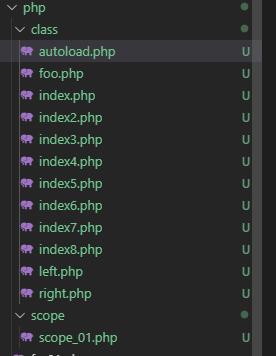 php
class
autoload.php U
foo.php U
index.php U
index2.php U
index3.php U
index4.php U
index5.php U
index6.php U
index7.php U
index8.php U
left.php U
right.php U
scope
scope_01.php U